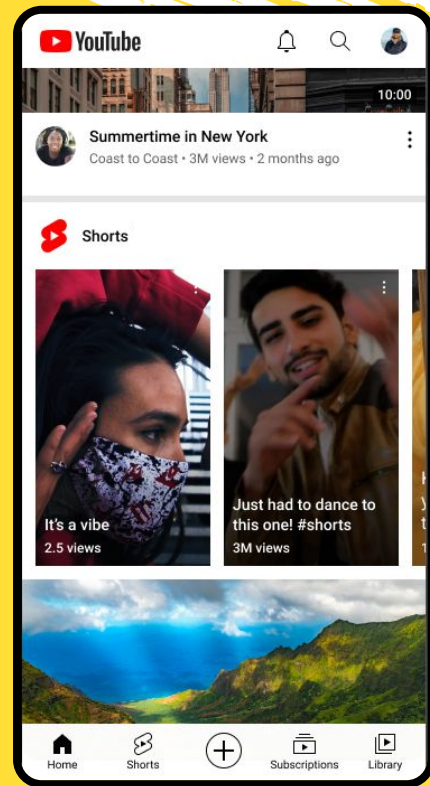 YouTube
10:00
Summertime in New York
Coast to Coast • 3M views • 2 months ago
Shorts
It's a vibe
2.5 views
Just had to dance to
this one! #shorts
3M views
Home
Shorts
Subscriptions
Library